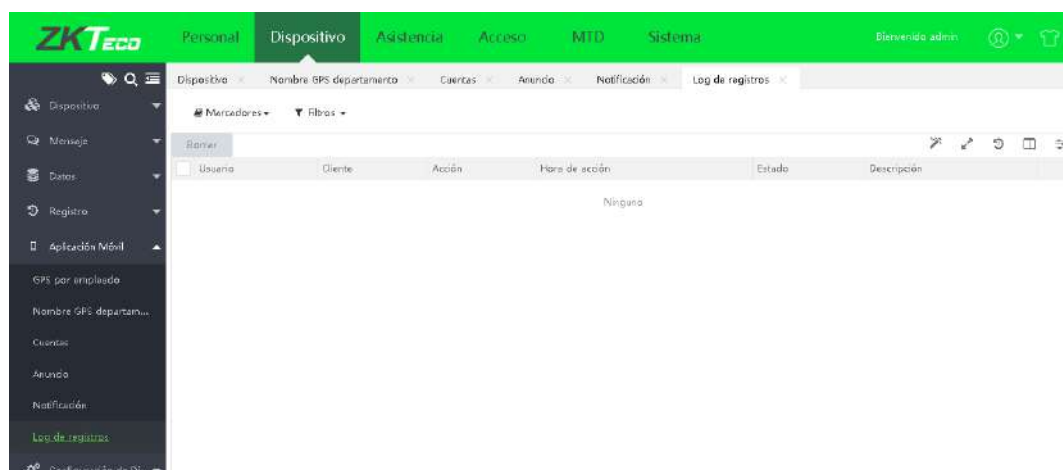 ZKTECO
Personal Dispositivo Asistencia Acceso MTD Sistema Bienvenido admin
Dispositivo Nombre GPS departamento Cuentas Anuncio Notificación Log de registros
Dispositivo
Marcadores Filtros
Mensaje
Borrar
Usuario Cliente Acción Hora de acción Estado Descripción
Datos
Ninguno
Registro
Aplicación Móvil
GPS por empleado
Nombre GPS departam...
Cuentas
Anuncio
Notificación
Log de registros